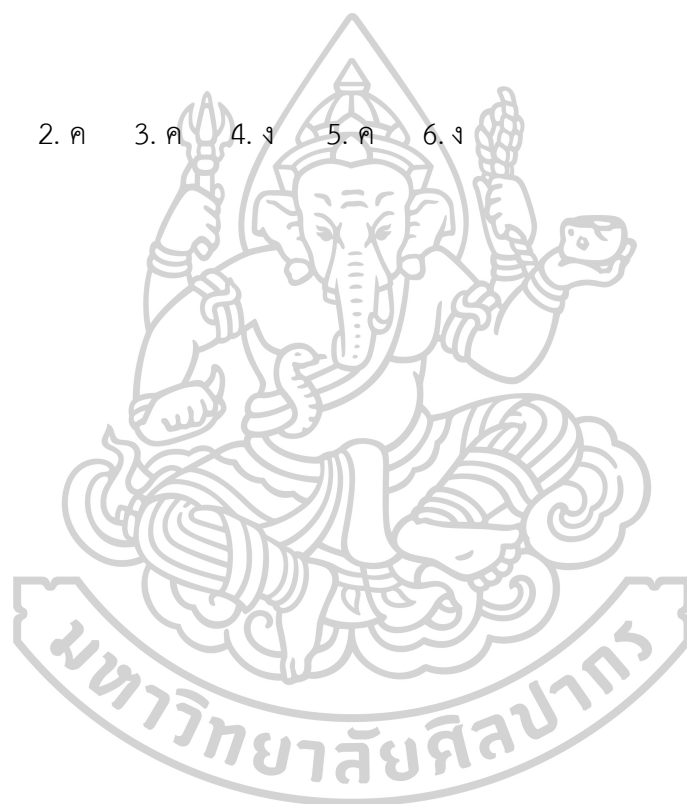 2. ค 3. ค 4. ง 5. ค 6. ง
มหาวิทยาลัยศิลปากร